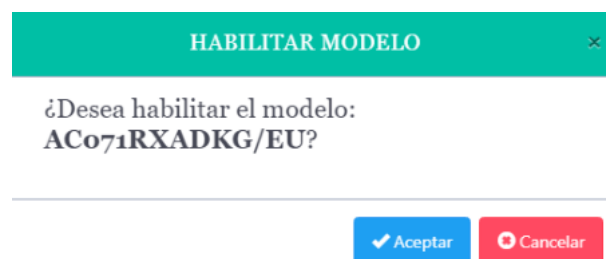 HABILITAR MODELO ×
¿Desea habilitar el modelo:
AC071RXADKG/EU?
Aceptar Cancelar